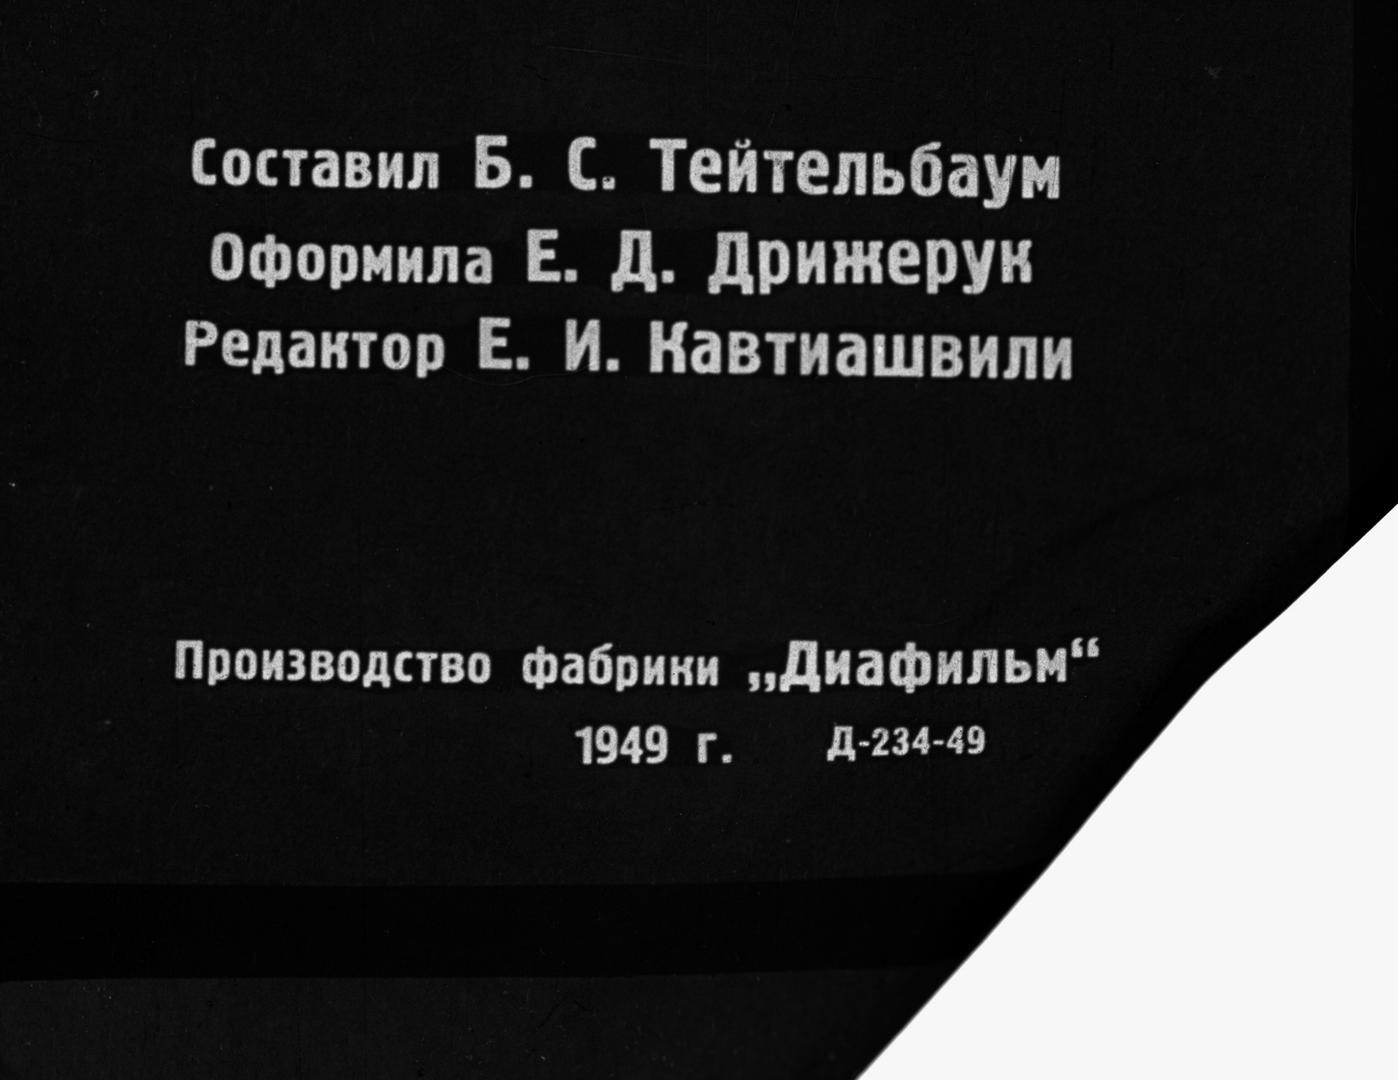 Составил Б. С. Тейтельбаум
Оформила Е. Д. Дрижерук
Редактор Е. И. Кавтиашвили
Производство фабрики „Диафильм“
1949 г. Д-234-49